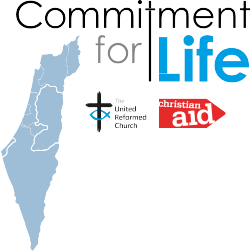 Commitment
for Life
The
United
Reformed
Church
christian
aid